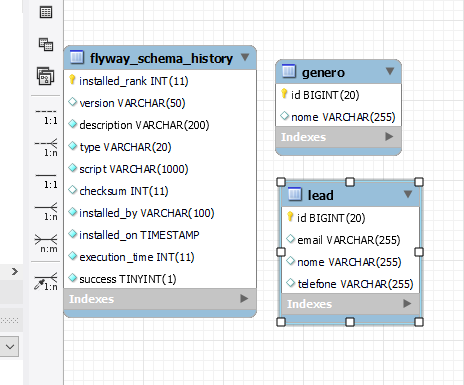 1:1
1:n
1:1
1:n
n:m
1:n
flyway_schema_history
installed_rank INT(11)
version VARCHAR(50)
description VARCHAR(200)
type VARCHAR(20)
script VARCHAR(1000)
checksum INT(11)
installed_by VARCHAR(100)
installed_on TIMESTAMP
execution_time INT(11)
success TINYINT(1)
Indexes
genero
id BIGINT(20)
nome VARCHAR(255)
Indexes
lead
id BIGINT(20)
email VARCHAR(255)
nome VARCHAR(255)
telefone VARCHAR(255)
Indexes